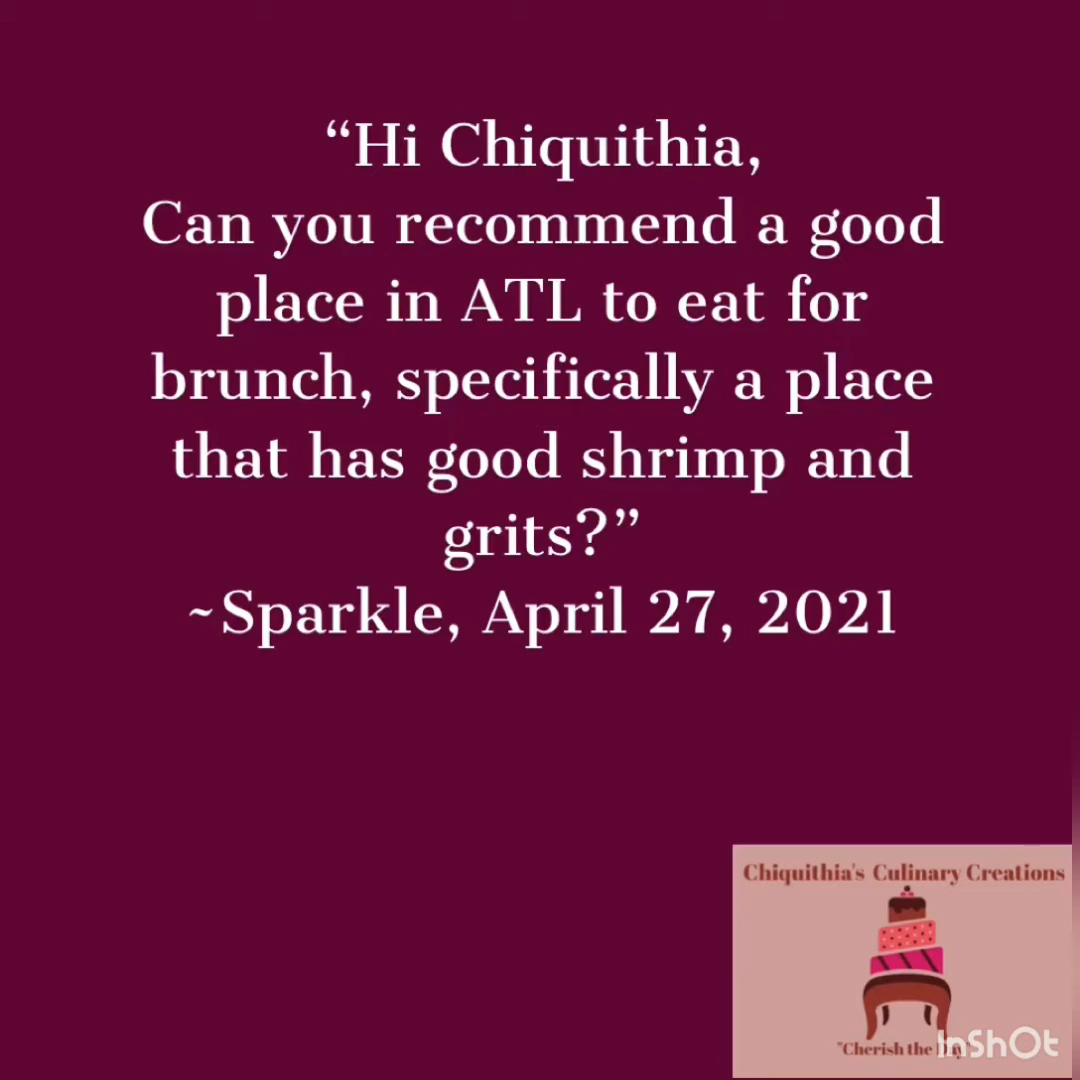 “Hi Chiquithia,
Can you recommend a good
place in ATL to eat for
brunch, specifically a place
that has good shrimp and
grits?”
~Sparkle, April 27, 2021
Chiquithia's Culinary Creations
"Cherish the Day"
InShOt